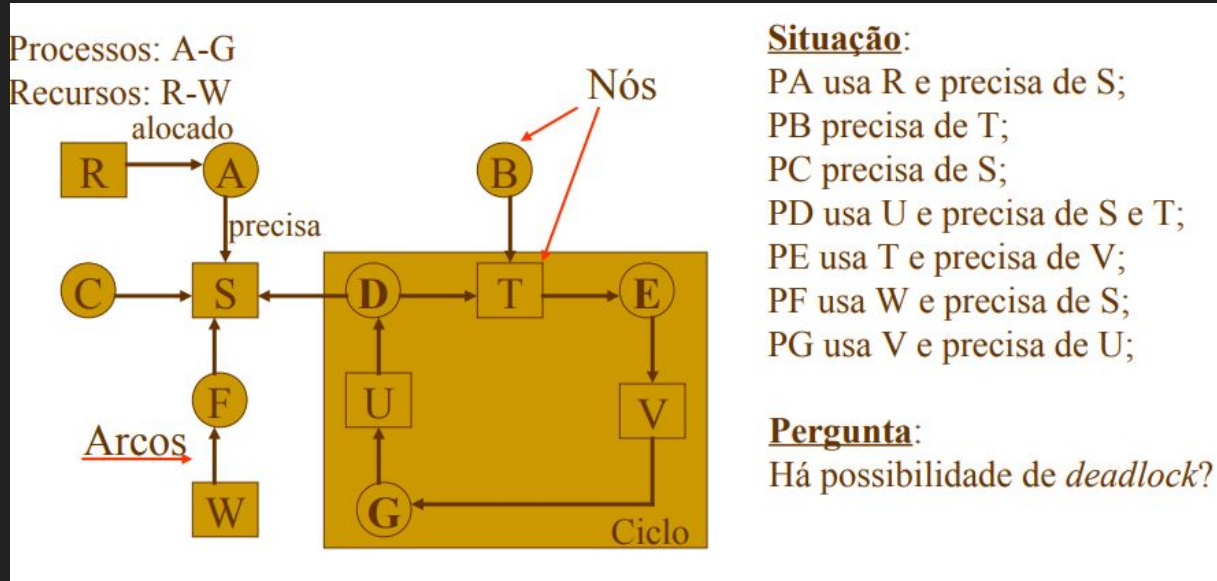 Processos: A-G
Recursos: R-W
alocado
R
A
precisa
C
S
F
Arcos
W
Nós
B
D
T
E
U
V
G
Ciclo
Situação:
PA usa R e precisa de S;
PB precisa de T;
PC precisa de S;
PD usa U e precisa de S e T;
PE usa T e precisa de V;
PF usa W e precisa de S;
PG usa V e precisa de U;
Pergunta:
Há possibilidade de deadlock?